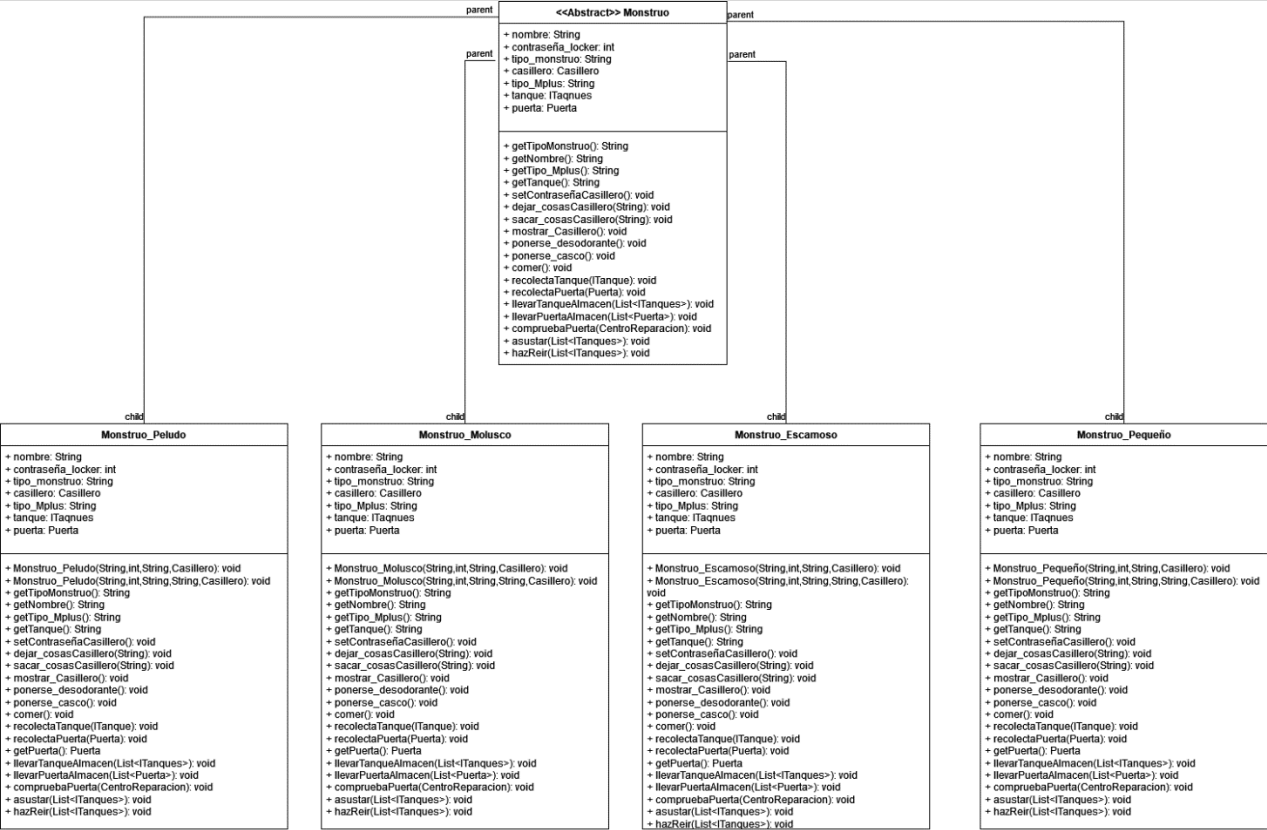 parent
<<Abstract>> Monstruo
parent
+ nombre: String
+ contraseña_locker: int
+ tipo_monstruo: String
+ casillero: Casillero
+ tipo_Mplus: String
+ tanque: ITaqnues
+ puerta: Puerta
parent
parent
+ getTipoMonstruo(): String
+ getNombre(): String
+ getTipo_Mplus(): String
+ getTanque(): String
+ setContraseñaCasillero(): void
+ dejar_cosasCasillero(String): void
+ sacar_cosasCasillero(String): void
+ mostrar_Casillero(): void
+ ponerse_desodorante(): void
+ ponerse_casco(): void
+ comer(): void
+ recolectaTanque(ITanque): void
+ recolectaPuerta(Puerta): void
+ llevarTanqueAlmacen(List<ITanques>): void
+ llevarPuertaAlmacen(List<Puerta>): void
+ compruebaPuerta(CentroReparacion): void
+ asustar(List<ITanques>): void
+ hazReir(List<ITanques>): void
child
child
child
child
Monstruo_Peludo
+ nombre: String
+ contraseña_locker: int
+ tipo_monstruo: String
+ casillero: Casillero
+ tipo_Mplus: String
+ tanque: ITaqnues
+ puerta: Puerta
+ Monstruo_Peludo(String,int,String,Casillero): void
+ Monstruo_Peludo(String,int,String,String,Casillero): void
+ getTipoMonstruo(): String
+ getNombre(): String
+ getTipo_Mplus(): String
+ getTanque(): String
+ setContraseñaCasillero(): void
+ dejar_cosasCasillero(String): void
+ sacar_cosasCasillero(String): void
+ mostrar_Casillero(): void
+ ponerse_desodorante(): void
+ ponerse_casco(): void
+ comer(): void
+ recolectaTanque(ITanque): void
+ recolectaPuerta(Puerta): void
+ getPuerta(): Puerta
+ llevarTanqueAlmacen(List<ITanques>): void
+ llevarPuertaAlmacen(List<Puerta>): void
+ compruebaPuerta(CentroReparacion): void
+ asustar(List<ITanques>): void
+ hazReir(List<ITanques>): void
Monstruo_Molusco
+ nombre: String
+ contraseña_locker: int
+ tipo_monstruo: String
+ casillero: Casillero
+ tipo_Mplus: String
+ tanque: ITaqnues
+ puerta: Puerta
+ Monstruo_Molusco(String,int,String,Casillero): void
+ Monstruo_Molusco(String,int,String,String,Casillero): void
+ getTipoMonstruo(): String
+ getNombre(): String
+ getTipo_Mplus(): String
+ getTanque(): String
+ setContraseñaCasillero(): void
+ dejar_cosasCasillero(String): void
+ sacar_cosasCasillero(String): void
+ mostrar_Casillero(): void
+ ponerse_desodorante(): void
+ ponerse_casco(): void
+ comer(): void
+ recolectaTanque(ITanque): void
+ recolectaPuerta(Puerta): void
+ getPuerta(): Puerta
+ llevarTanqueAlmacen(List<ITanques>): void
+ llevarPuertaAlmacen(List<Puerta>): void
+ compruebaPuerta(CentroReparacion): void
+ asustar(List<ITanques>): void
+ hazReir(List<ITanques>): void
Monstruo_Escamoso
+ nombre: String
+ contraseña_locker: int
+ tipo_monstruo: String
+ casillero: Casillero
+ tipo_Mplus: String
+ tanque: ITaqnues
+ puerta: Puerta
+ Monstruo_Escamoso(String,int,String,Casillero): void
+ Monstruo_Escamoso(String,int,String,String,Casillero):
void
+ getTipoMonstruo(): String
+ getNombre(): String
+ getTipo_Mplus(): String
+ getTanque(): String
+ setContraseñaCasillero(): void
+ dejar_cosasCasillero(String): void
+ sacar_cosasCasillero(String): void
+ mostrar_Casillero(): void
+ ponerse_desodorante(): void
+ ponerse_casco(): void
+ comer(): void
+ recolectaTanque(ITanque): void
+ recolectaPuerta(Puerta): void
+ getPuerta(): Puerta
+ llevarTanqueAlmacen(List<ITanques>): void
+ llevarPuertaAlmacen(List<Puerta>): void
+ compruebaPuerta(CentroReparacion): void
+ asustar(List<ITanques>): void
+ hazReir(List<ITanques>): void
Monstruo_Pequeño
+ nombre: String
+ contraseña_locker: int
+ tipo_monstruo: String
+ casillero: Casillero
+ tipo_Mplus: String
+ tanque: ITaqnues
+ puerta: Puerta
+ Monstruo_Pequeño(String,int,String,Casillero): void
+ Monstruo_Pequeño(String,int,String,String,Casillero): void
+ getTipoMonstruo(): String
+ getNombre(): String
+ getTipo_Mplus(): String
+ getTanque(): String
+ setContraseñaCasillero(): void
+ dejar_cosasCasillero(String): void
+ sacar_cosasCasillero(String): void
+ mostrar_Casillero(): void
+ ponerse_desodorante(): void
+ ponerse_casco(): void
+ comer(): void
+ recolectaTanque(ITanque): void
+ recolectaPuerta(Puerta): void
+ getPuerta(): Puerta
+ llevarTanqueAlmacen(List<ITanques>): void
+ llevarPuertaAlmacen(List<Puerta>): void
+ compruebaPuerta(CentroReparacion): void
+ asustar(List<ITanques>): void
+ hazReir(List<ITanques>): void